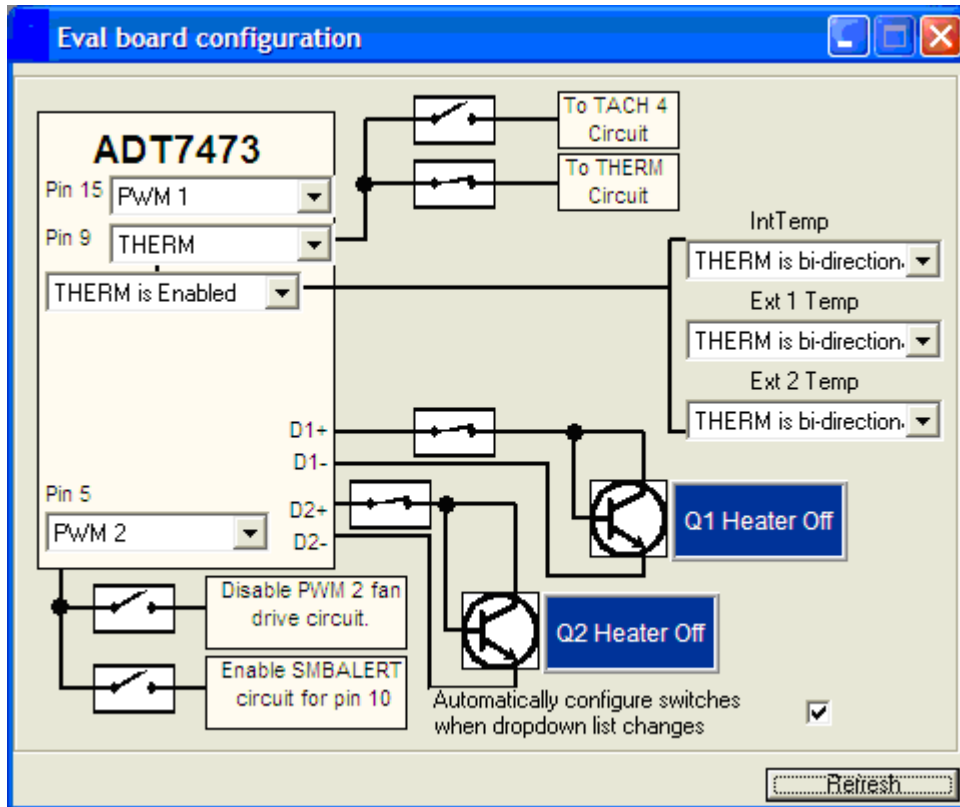 Eval board configuration
ADT7473
Pin 15
PWM 1
Pin 9
THERM
THERM is Enabled
To TACH 4
Circuit
To THERM
Circuit
IntTemp
THERM is bi-direction.
Ext 1 Temp
THERM is bi-direction.
Ext 2 Temp
THERM is bi-direction.
D1+
D1-
D2+
D2-
Pin 5
PWM 2
Q1 Heater Off
Q2 Heater Off
Disable PWM 2 fan
drive circuit.
Enable SMBALERT
circuit for pin 10
Automatically configure switches
when dropdown list changes
Refresh